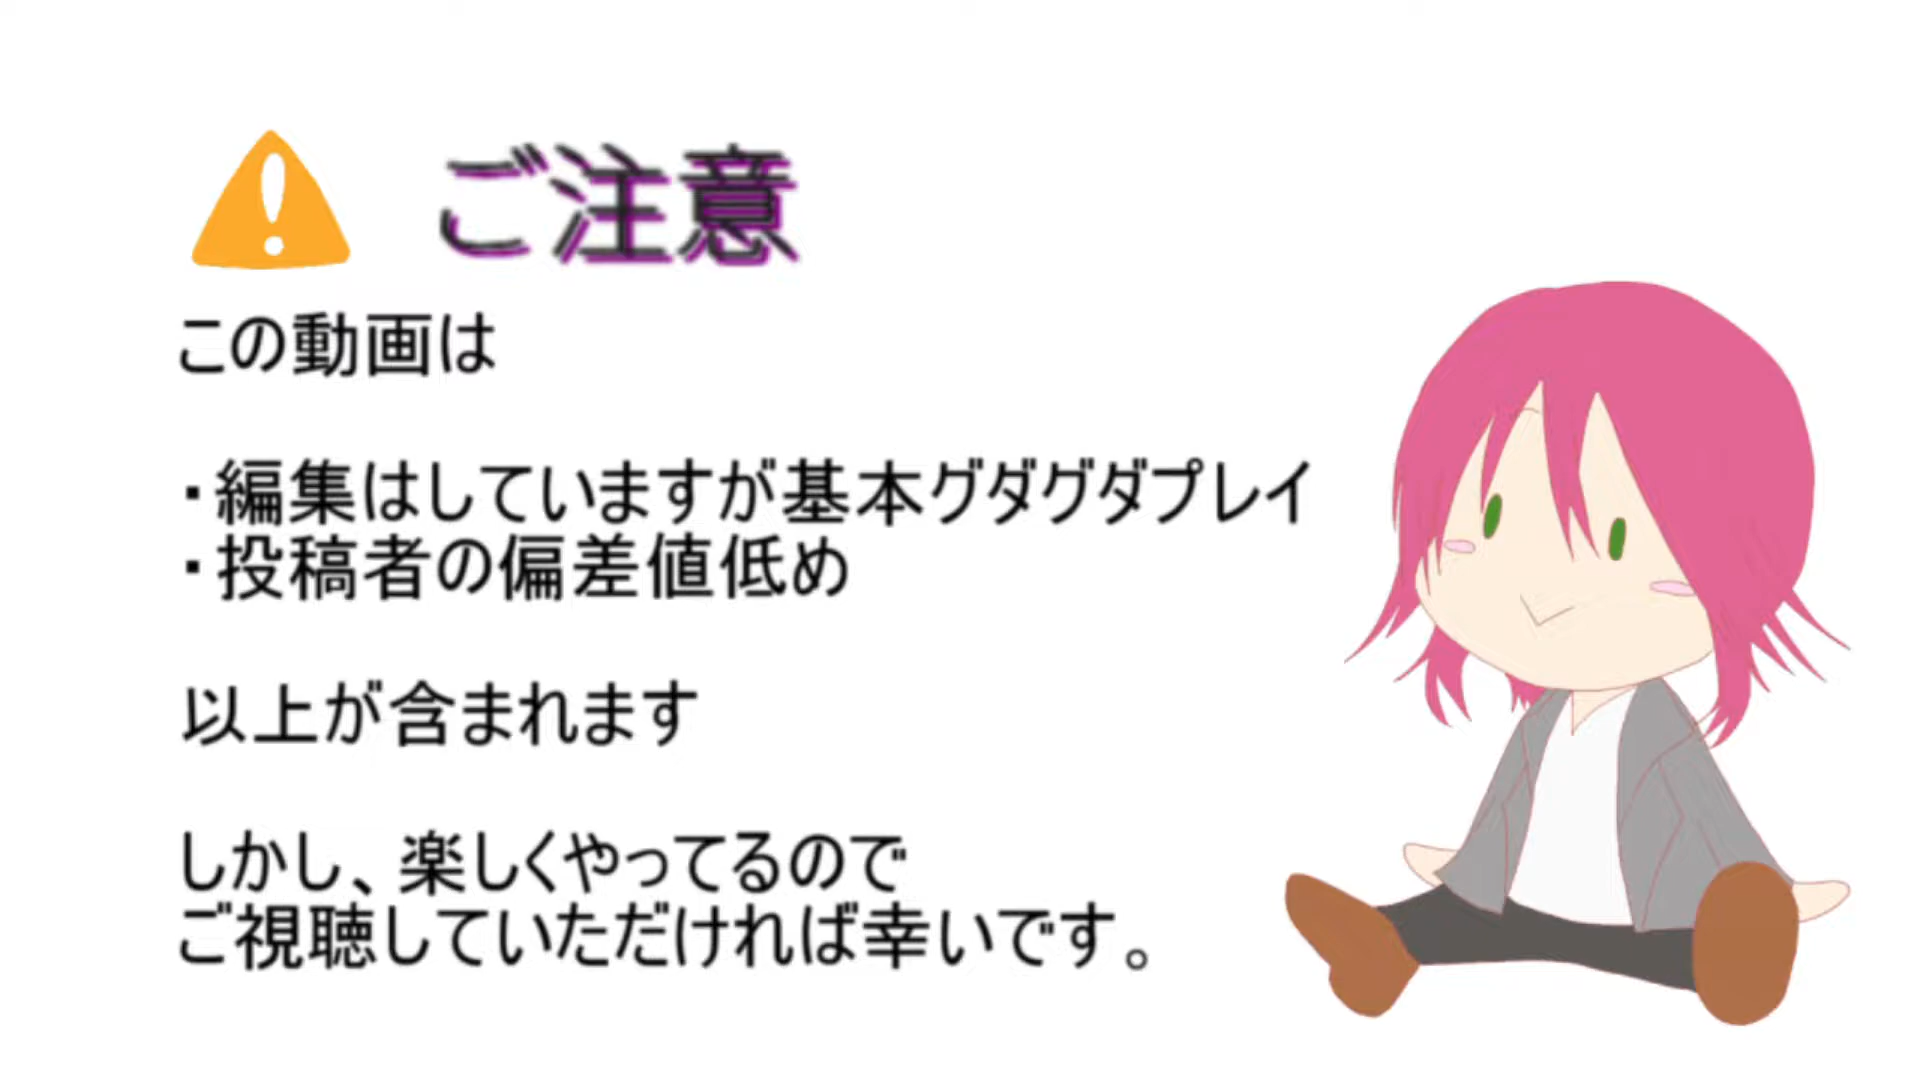 ご注意
この動画は
・編集はしていますが基本グダグダプレイ
・投稿者の偏差値低め
以上が含まれます
しかし、楽しくやってるので
ご視聴していただければ幸いです。